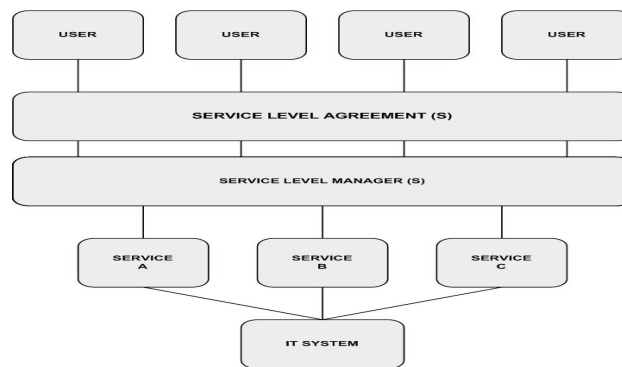 USER
USER
USER
USER
SERVICE LEVEL AGREEMENT (S)
SERVICE LEVEL MANAGER (S)
SERVICE
A
SERVICE
B
SERVICE
C
IT SYSTEM